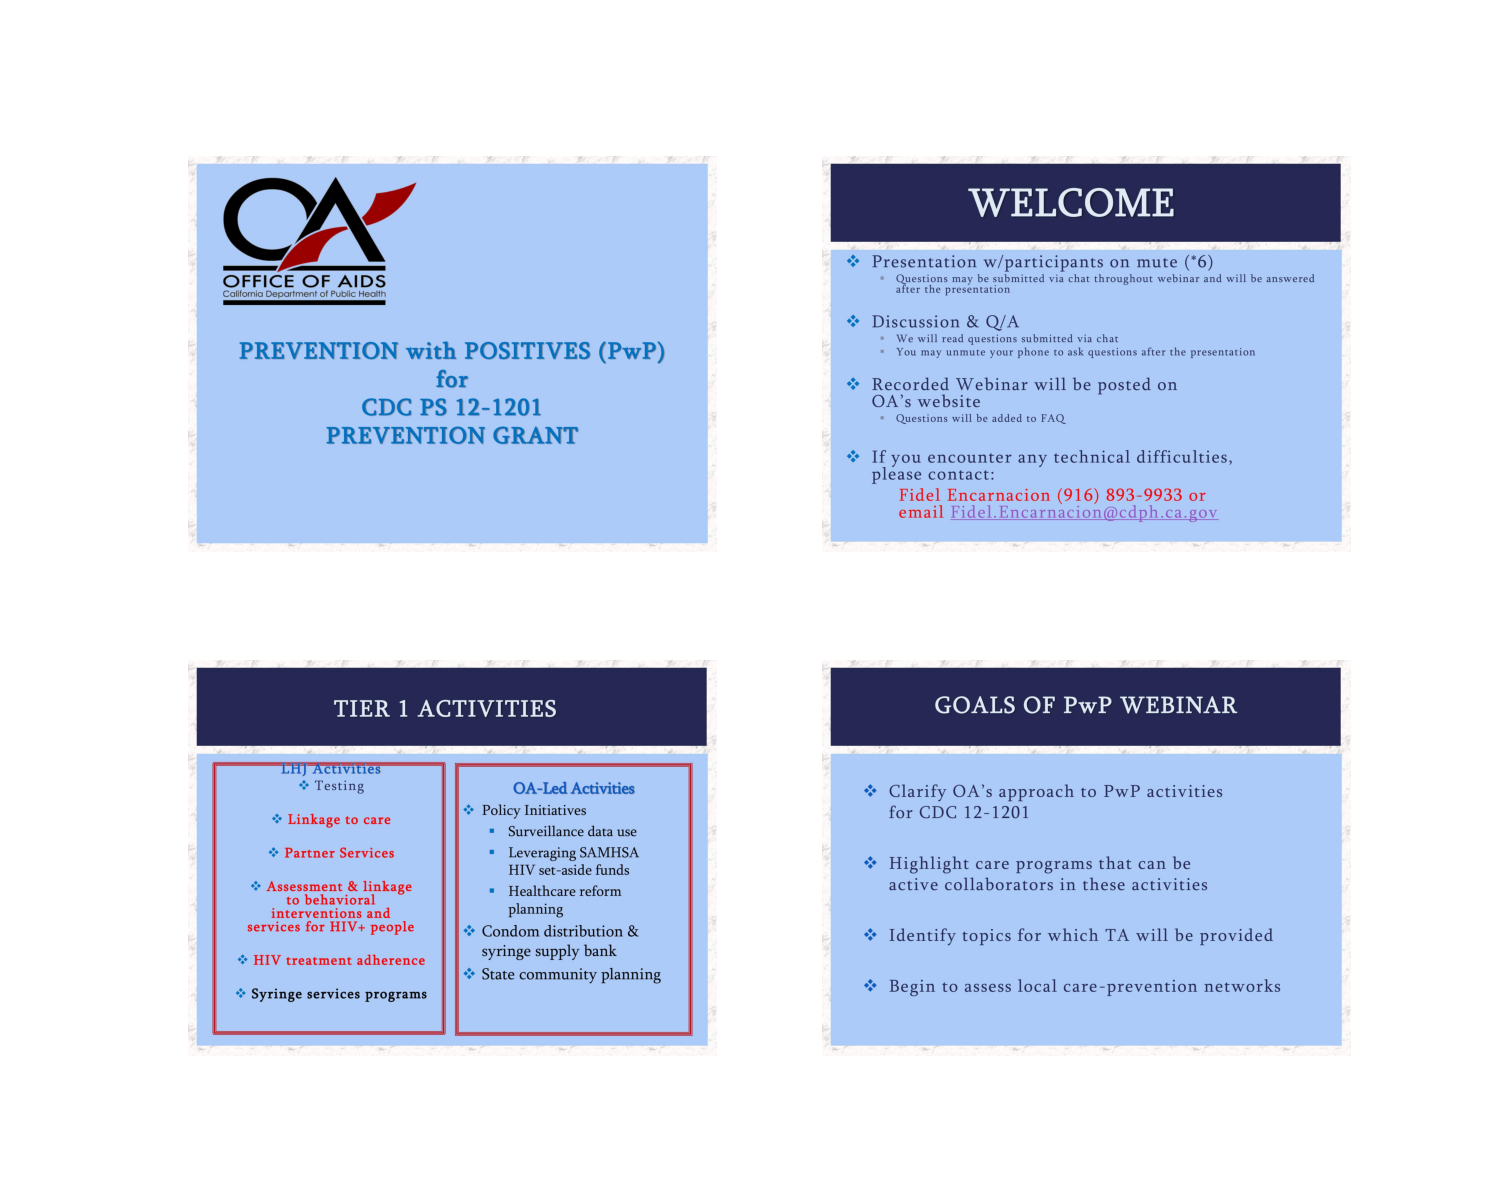 OA
OFFICE OF AIDS
California Department of Public Health
PREVENTION with POSITIVES (PwP)
for
CDC PS 12-1201
PREVENTION GRANT
WELCOME
Presentation w/participants on mute (*6)
Questions may be submitted via chat throughout webinar and will be answered
after the presentation
Discussion & Q/A
We will read questions submitted via chat
You may unmute your phone to ask questions after the presentation
Recorded Webinar will be posted on
OA's website
Questions will be added to FAQ
If you encounter any technical difficulties,
please contact:
Fidel Encarnacion (916) 893-9933 or
email Fidel.Encarnacion@cdph.ca.gov
TIER 1 ACTIVITIES
LHJ Activities
Testing
Linkage to care
Partner Services
Assessment & linkage
to behavioral
interventions and
services for HIV+ people
HIV treatment adherence
Syringe services programs
OA-Led Activities
Policy Initiatives
Surveillance data use
Leveraging SAMHSA
HIV set-aside funds
Healthcare reform
planning
Condom distribution &
syringe supply bank
State community planning
GOALS OF PwP WEBINAR
Clarify OA's approach to PwP activities
for CDC 12-1201
Highlight care programs that can be
active collaborators in these activities
Identify topics for which TA will be provided
Begin to assess local care-prevention networks